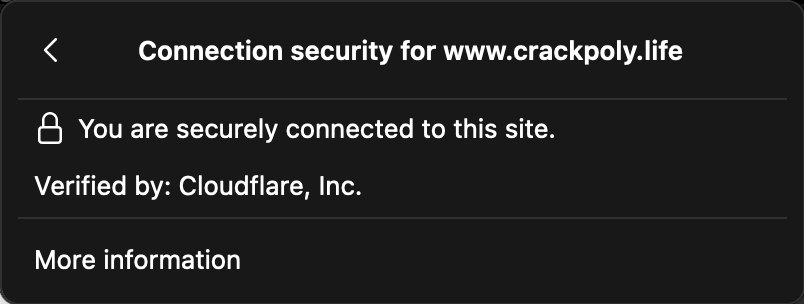 Connection security for www.crackpoly.life
You are securely connected to this site.
Verified by: Cloudflare, Inc.
More information